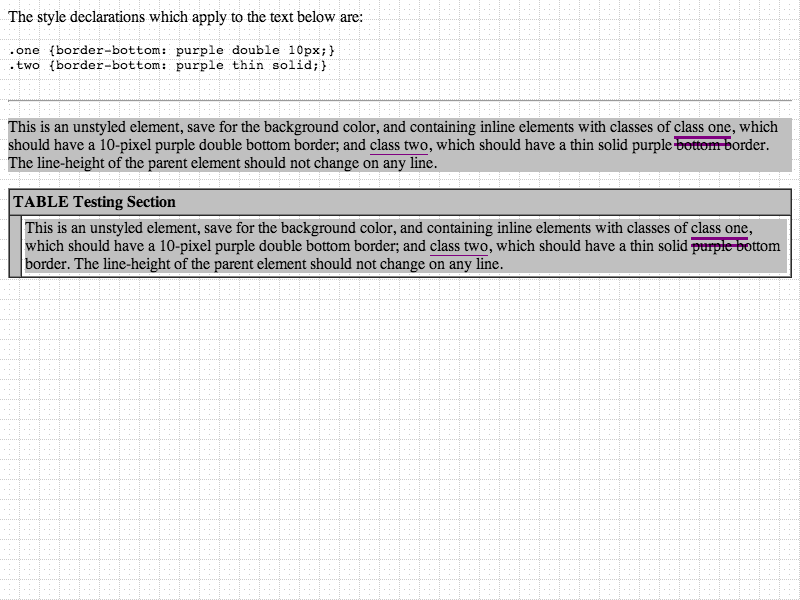 The style declarations which apply to the text below are:
.one {border-bottom: purple double 10px;}
.two {border-bottom: purple thin solid;}
This is an unstyled element, save for the background color, and containing inline elements with classes of class one, which
should have a 10-pixel purple double bottom border; and class two, which should have a thin solid purple bottom border.
The line-height of the parent element should not change on any line.
TABLE Testing Section
This is an unstyled element, save for the background color, and containing inline elements with classes of class one,
which should have a 10-pixel purple double bottom border; and class two, which should have a thin solid purple bottom
border. The line-height of the parent element should not change on any line.